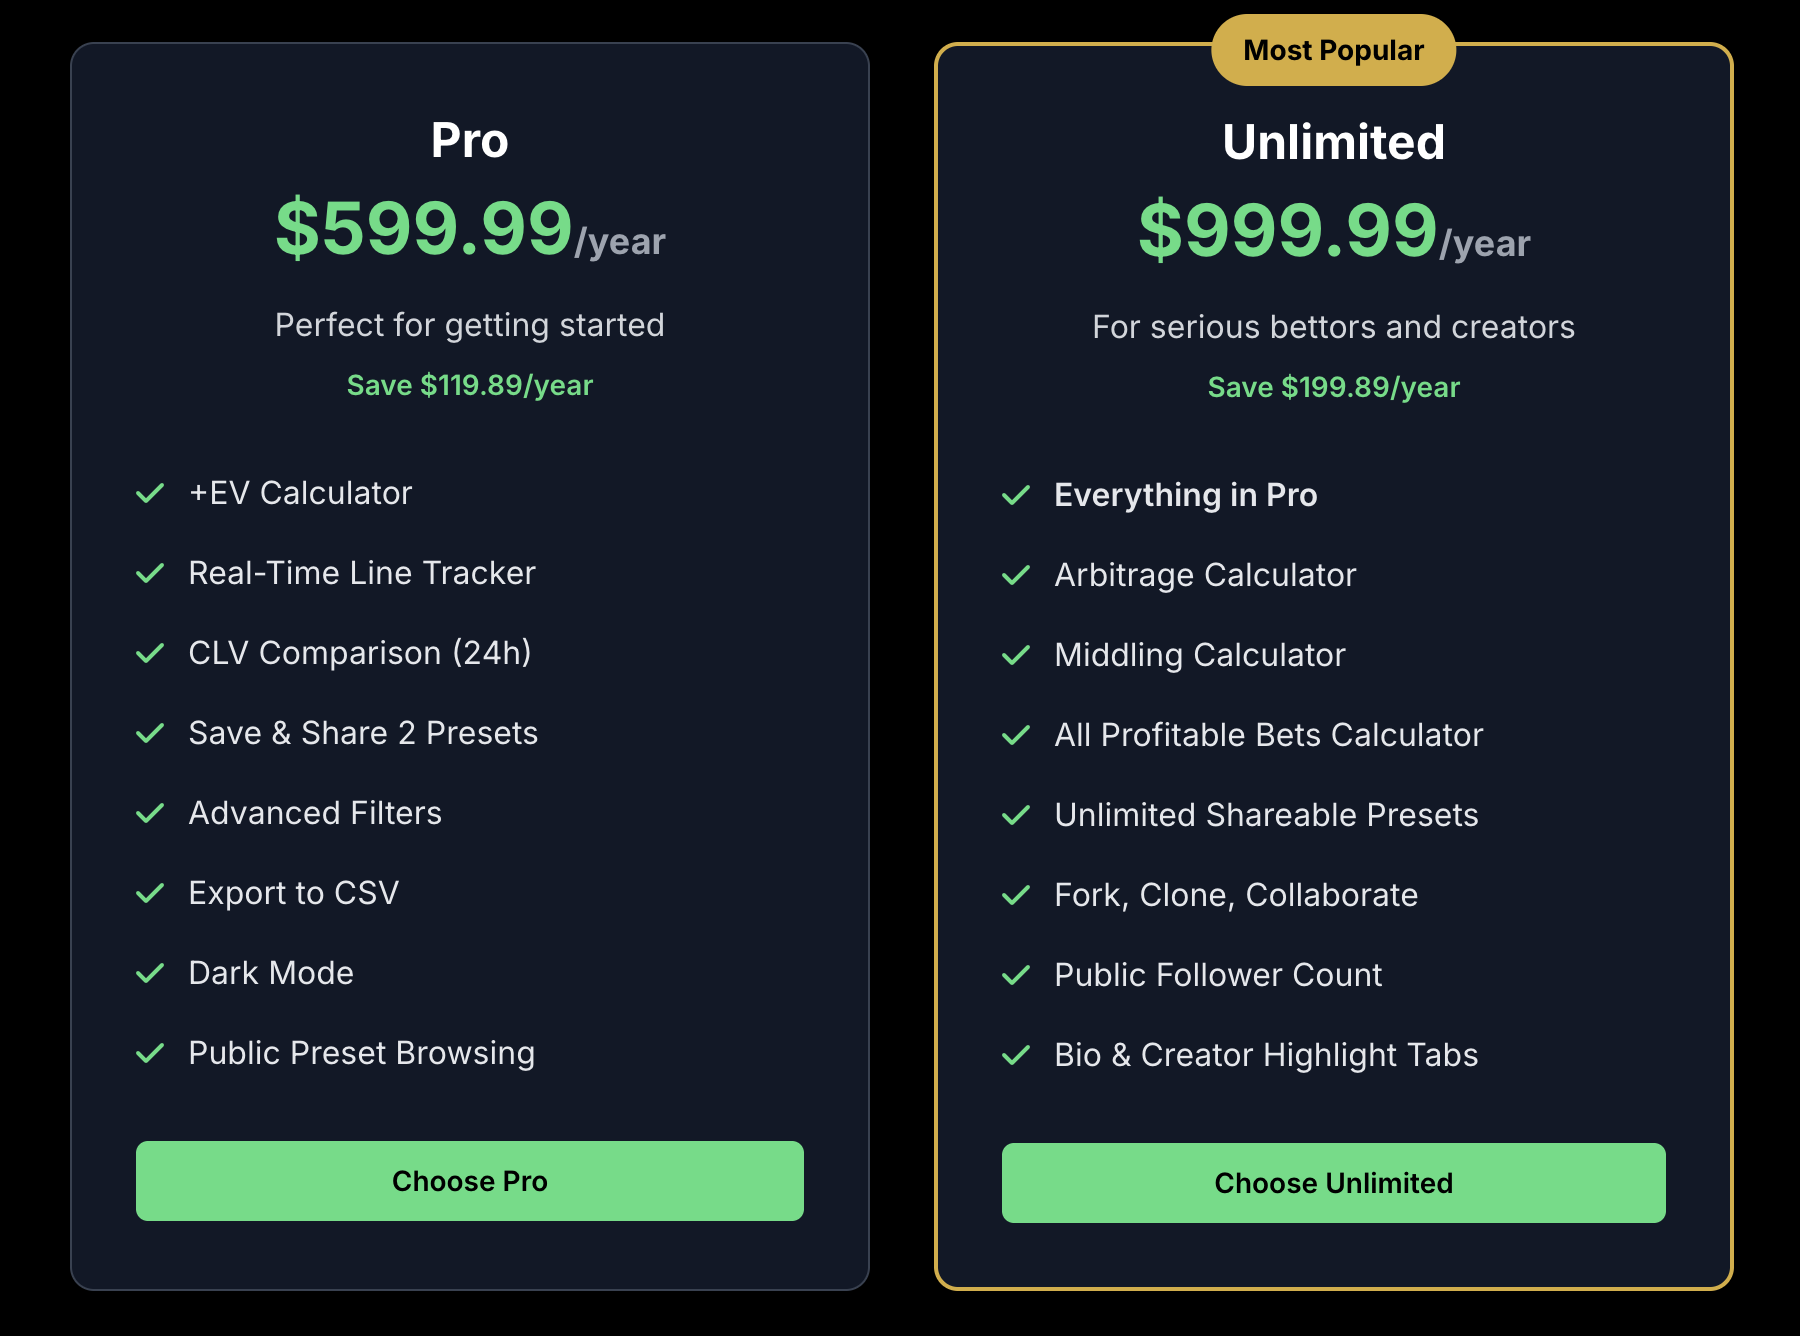 Pro
$599.99/year
Perfect for getting started
Save $119.89/year
+EV Calculator
Real-Time Line Tracker
CLV Comparison (24h)
Save & Share 2 Presets
Advanced Filters
Export to CSV
Dark Mode
Public Preset Browsing
Choose Pro
Most Popular
Unlimited
$999.99/year
For serious bettors and creators
Save $199.89/year
Everything in Pro
Arbitrage Calculator
Middling Calculator
All Profitable Bets Calculator
Unlimited Shareable Presets
Fork, Clone, Collaborate
Public Follower Count
Bio & Creator Highlight Tabs
Choose Unlimited